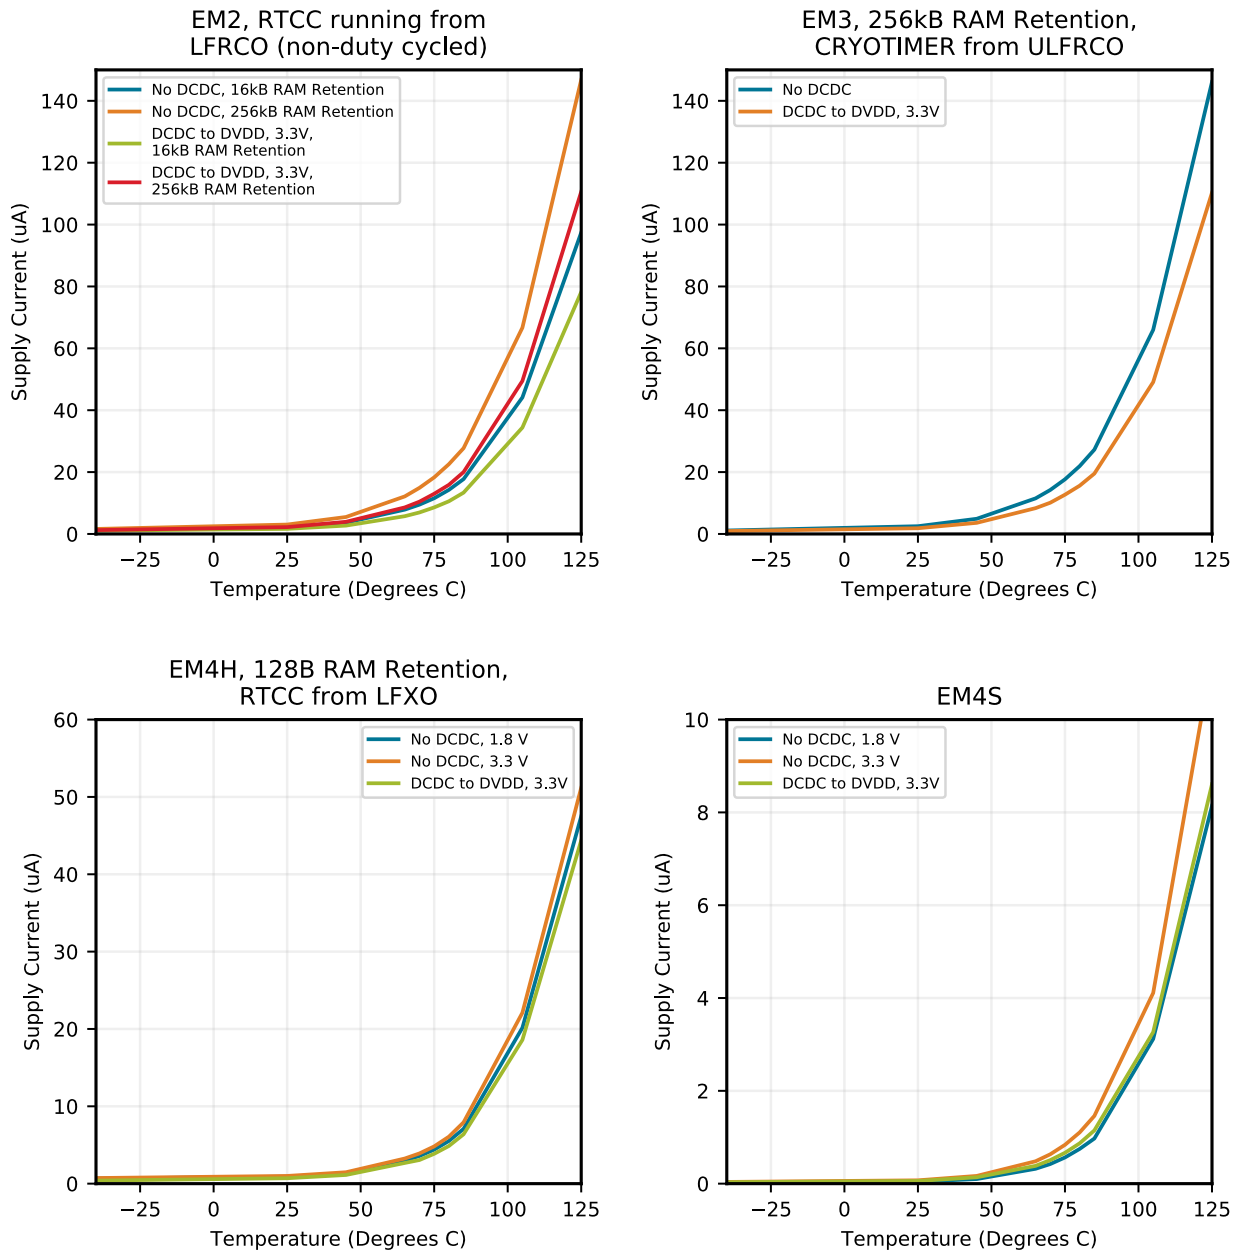 EM2, RTCC running from
LFRCO (non-duty cycled)
No DCDC, 16kB RAM Retention
No DCDC, 256kB RAM Retention
DCDC to DVDD, 3.3V,
16kB RAM Retention
DCDC to DVDD, 3.3V,
256kB RAM Retention
Supply Current (uA)
140
120
100
80
60
40
20
0
−25 0 25 50 75 100 125
Temperature (Degrees C)
EM3, 256kB RAM Retention,
CRYOTIMER from ULFRCO
No DCDC
DCDC to DVDD, 3.3V
Supply Current (uA)
140
120
100
80
60
40
20
0
−25 0 25 50 75 100 125
Temperature (Degrees C)
EM4H, 128B RAM Retention,
RTCC from LFXO
No DCDC, 1.8 V
No DCDC, 3.3 V
DCDC to DVDD, 3.3V
Supply Current (uA)
60
50
40
30
20
10
0
−25 0 25 50 75 100 125
Temperature (Degrees C)
EM4S
No DCDC, 1.8 V
No DCDC, 3.3 V
DCDC to DVDD, 3.3V
Supply Current (uA)
10
8
6
4
2
0
−25 0 25 50 75 100 125
Temperature (Degrees C)